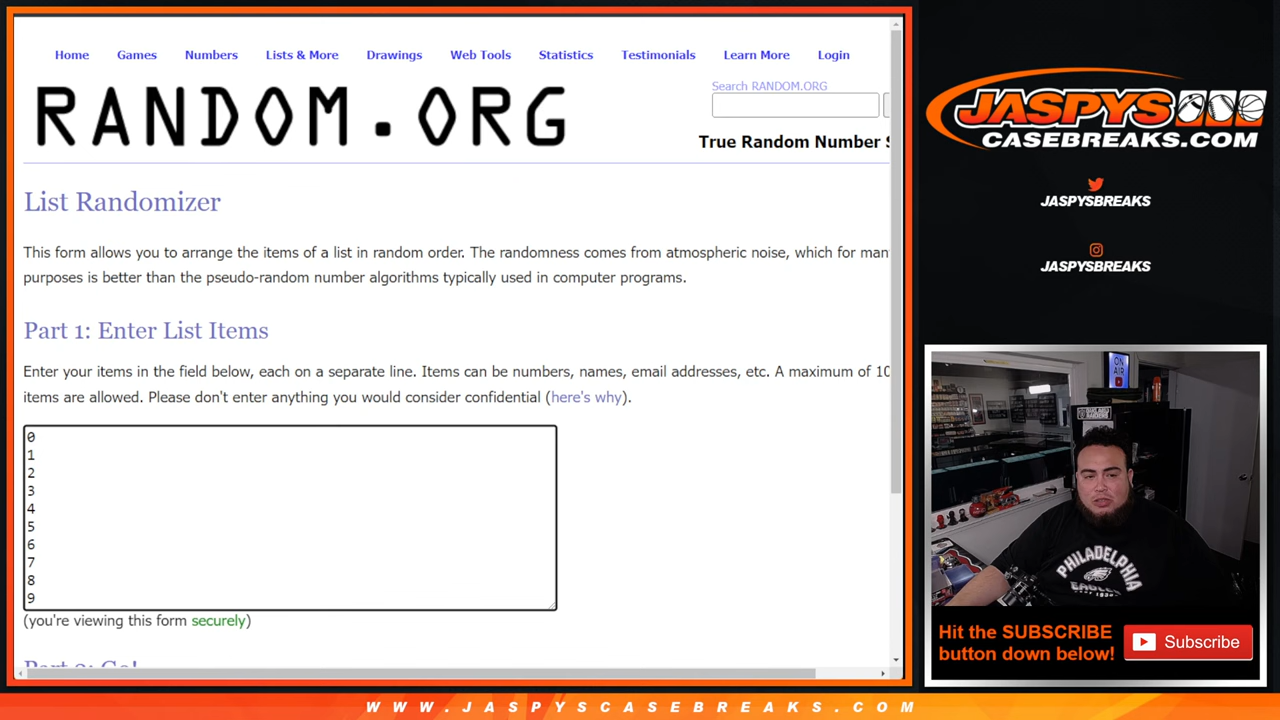 Home Games Numbers Lists & More Drawings Web Tools Statistics Testimonials Learn More Login
RANDOM.ORG
Search RANDOM.ORG
True Random Number S
List Randomizer
This form allows you to arrange the items of a list in random order. The randomness comes from atmospheric noise, which for man
purposes is better than the pseudo-random number algorithms typically used in computer programs.
Part 1: Enter List Items
Enter your items in the field below, each on a separate line. Items can be numbers, names, email addresses, etc. A maximum of 10
items are allowed. Please don't enter anything you would consider confidential (here's why).
0
1
2
3
4
5
6
7
8
9
(you're viewing this form securely)
Part 2: Go!
JASPYS
CASEBREAKS.COM
JASPYSBREAKS
JASPYSBREAKS
ON
AIR
PHILADELPHIA
EAGLES
Hit the SUBSCRIBE
button down below!
Subscribe
WWW.JASPYSCASEBREAKS.COM